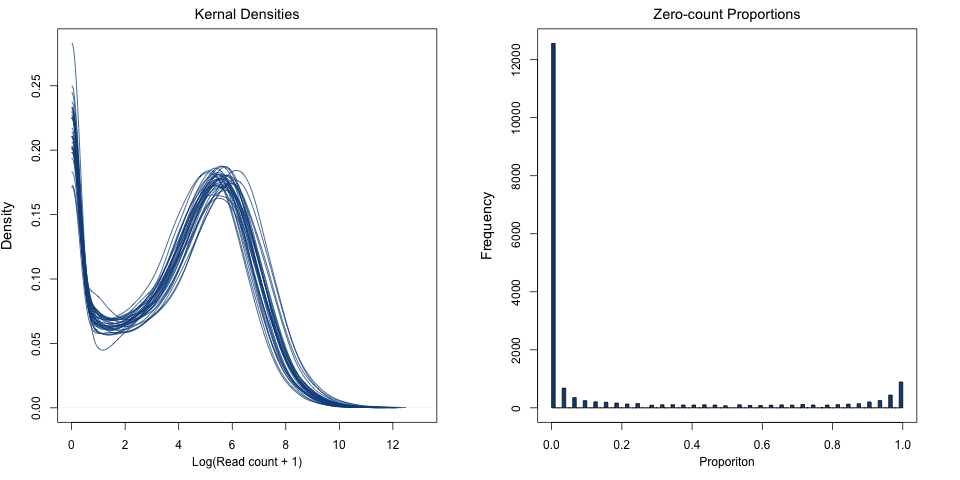 Kernal Densities
Density
0.00
0.05
0.10
0.15
0.20
0.25
0 2 4 6 8 10 12
Log(Read count + 1)
Zero-count Proportions
Frequency
0
2000
4000
6000
8000
10000
12000
0.0 0.2 0.4 0.6 0.8 1.0
Proporiton